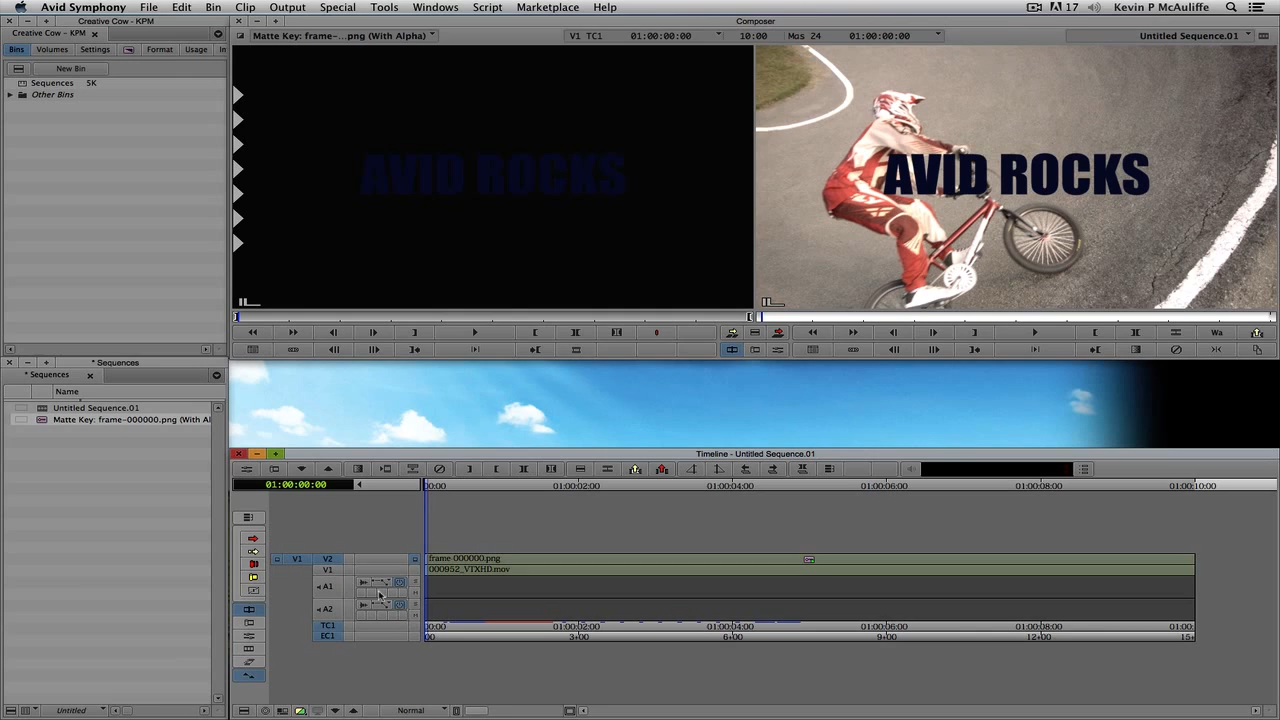 Avid Symphony File Edit Bin Clip Output Special Tools Windows Script Marketplace Help 17 Kevin P McAuliffe
Creative Cow - KPM
Composer
Creative Cow - KPM
Matte Key: frame-...png (With Alpha)
V1 TC1 01:00:00:00 10:00 Mas 24 01:00:00:00
Untitled Sequence.01
Bins Volumes Settings Format Usage In
New Bin
Sequences 5K
Other Bins
AVID ROCKS
AVID ROCKS
Wa
* Sequences
* Sequences
Name
Untitled Sequence.01
Matte Key: frame-000000.png (With Al
Timeline - Untitled Sequence.01
01:00:00:00
00:00 01:00:02:00 01:00:04:00 01:00:06:00 01:00:08:00 01:00:10:00
V1 V2 frame-000000.png
V1 000952_VTXHD.mov
A1
A2
TC1 00:00 01:00:02:00 01:00:04:00 01:00:06:00 01:00:08:00 01:00:
EC1 00 3+00 6+00 9+00 12+00 15+
Untitled
Normal